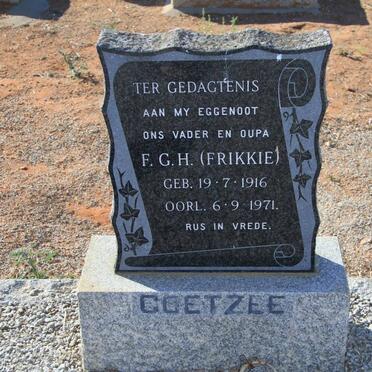 TER GEDAGTENIS
AAN MY EGGENOOT
ONS VADER EN OUPA
F. G. H. (FRIKKIE)
GEB. 19·7·1916
OORL. 6·9·1971.
RUS IN VREDE.
COETZEE